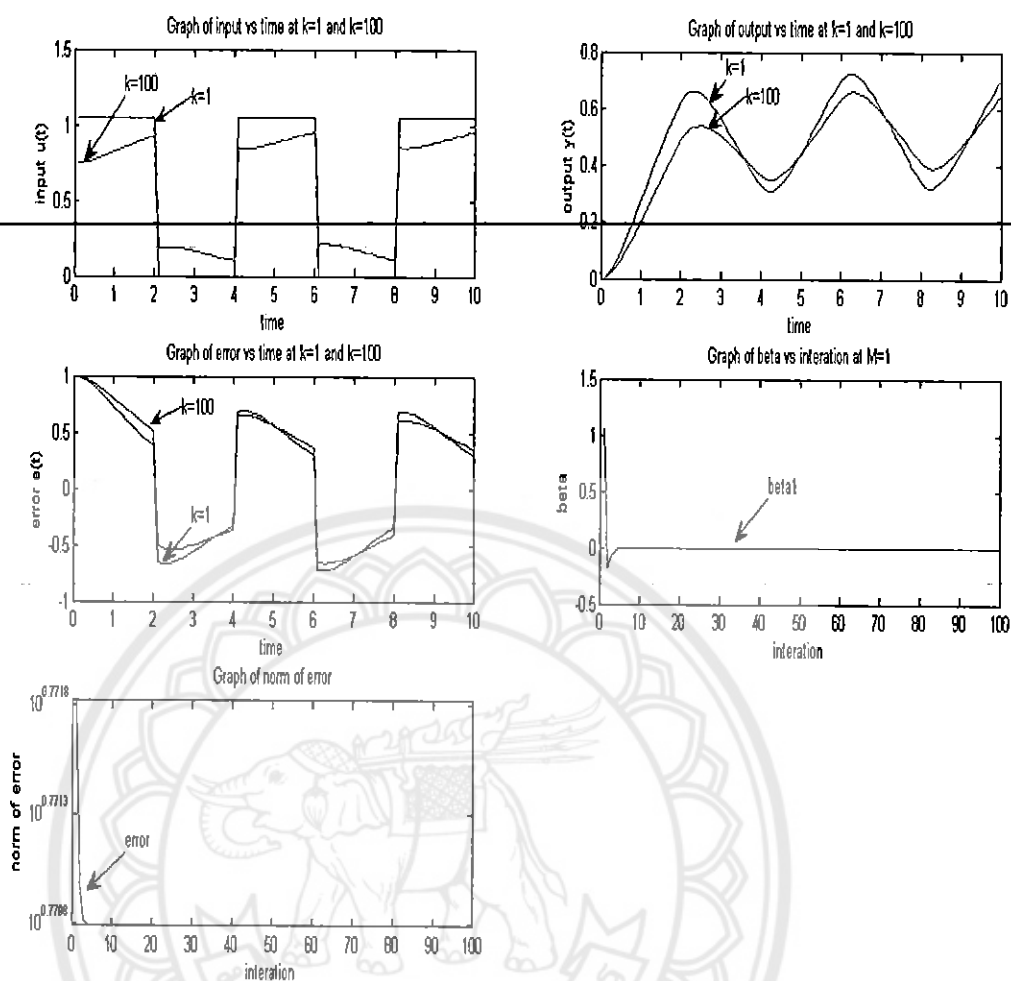 Graph of input vs time at k=1 and k=100
1.5
1
0.5
0
input u(t)
k=100
k=1
0 1 2 3 4 5 6 7 8 9 10
time
Graph of output vs time at k=1 and k=100
0.8
0.6
0.4
0.2
0
output y(t)
k=1
k=100
0 1 2 3 4 5 6 7 8 9 10
time
Graph of error vs time at k=1 and k=100
1
0.5
0
-0.5
-1
error e(t)
k=100
k=1
0 1 2 3 4 5 6 7 8 9 10
time
Graph of beta vs interation at M=1
1.5
1
0.5
0
-0.5
beta
beta1
0 10 20 30 40 50 60 70 80 90 100
interation
Graph of norm of error
10^0.7718
10^0.7713
10^0.7708
norm of error
error
0 10 20 30 40 50 60 70 80 90 100
interation